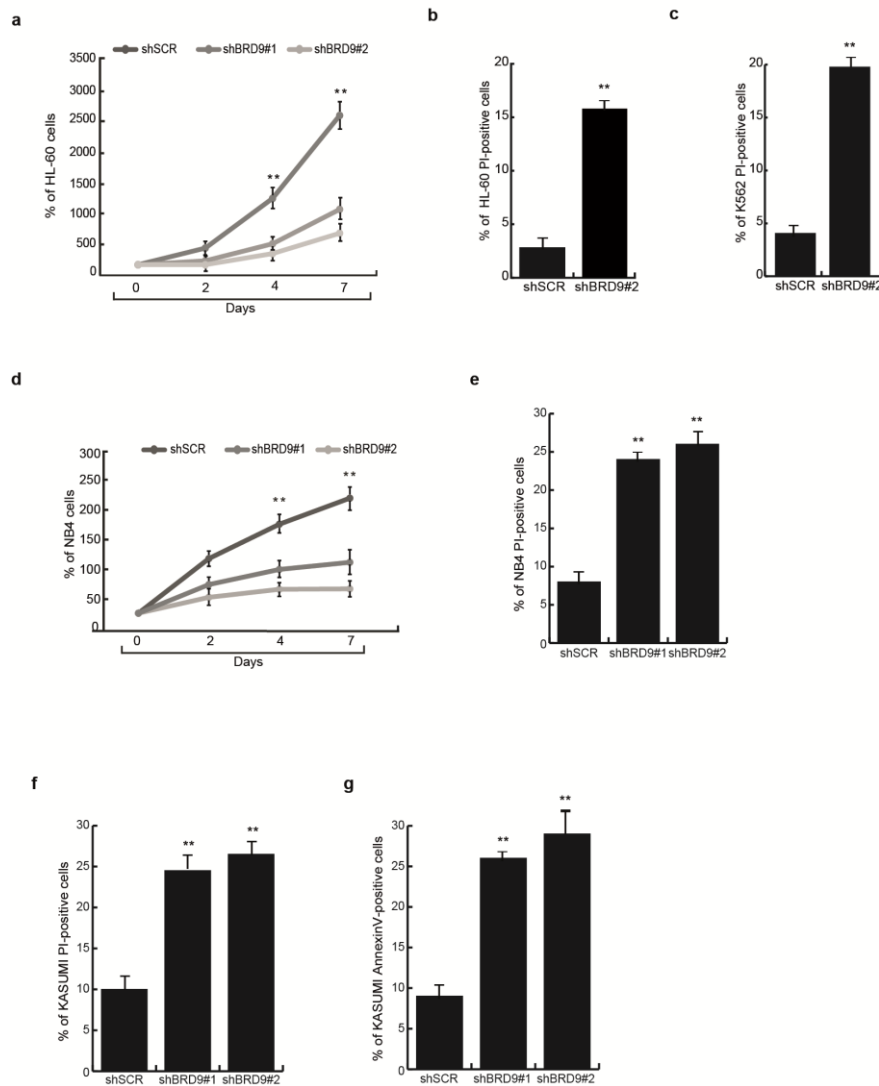 a
shSCR shBRD9#1 shBRD9#2
% of HL-60 cells
3500
3000
2500
2000
1500
1000
500
0
**
**
0 2 4 7
Days
b
% of HL-60 PI-positive cells
20
15
10
5
0
**
shSCR shBRD9#2
c
% of K562 PI-positive cells
20
15
10
5
0
**
shSCR shBRD9#2
d
shSCR shBRD9#1 shBRD9#2
% of NB4 cells
300
250
200
150
100
50
0
**
**
0 2 4 7
Days
e
% of NB4 PI-positive cells
30
25
20
15
10
5
0
**
**
shSCR shBRD9#1 shBRD9#2
f
% of KASUMI PI-positive cells
30
25
20
15
10
5
0
**
**
shSCR shBRD9#1 shBRD9#2
g
% of KASUMI AnnexinV-positive cells
30
25
20
15
10
5
0
**
**
shSCR shBRD9#1 shBRD9#2